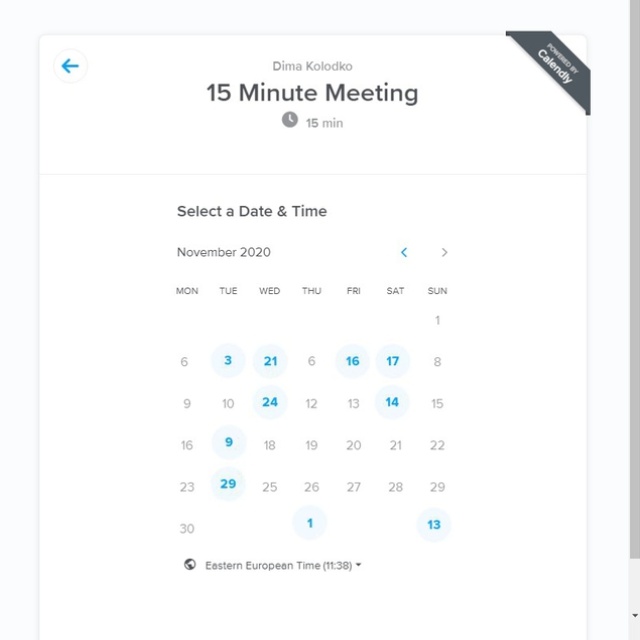 POWERED BY
Calendly
Dima Kolodko
15 Minute Meeting
15 min
Select a Date & Time
November 2020
MON TUE WED THU FRI SAT SUN
1
6 3 21 6 16 17 8
9 10 24 12 13 14 15
16 9 18 19 20 21 22
23 29 25 26 27 28 29
30 1 13
Eastern European Time (11:38)